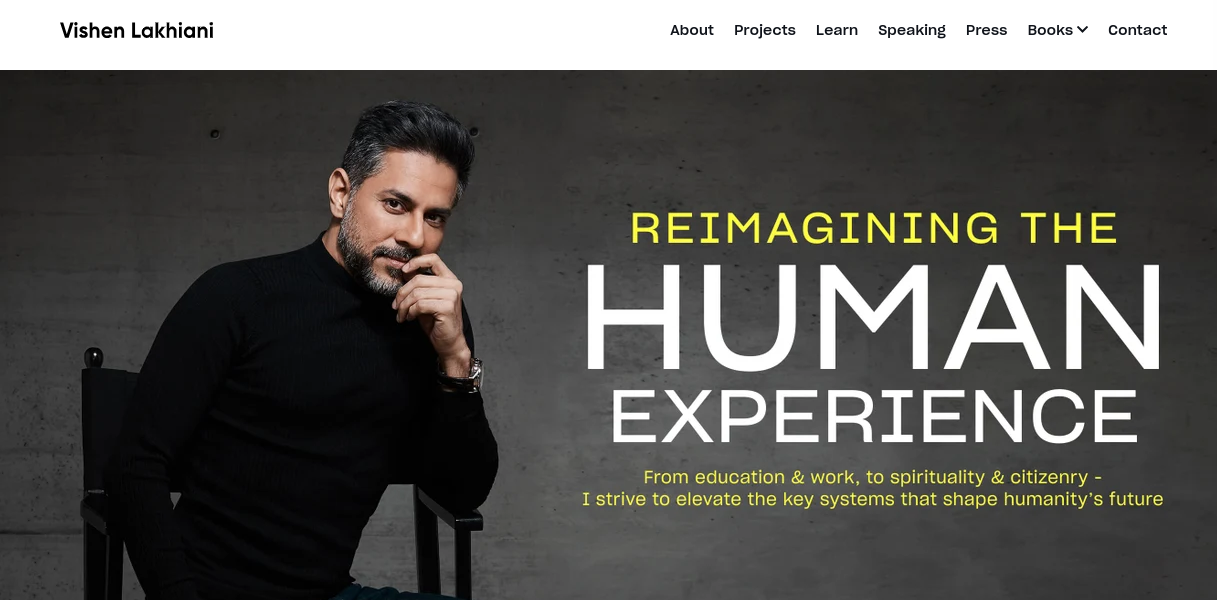 Vishen Lakhiani
About Projects Learn Speaking Press Books Contact
REIMAGINING THE
HUMAN
EXPERIENCE
From education & work, to spirituality & citizenry -
I strive to elevate the key systems that shape humanity’s future